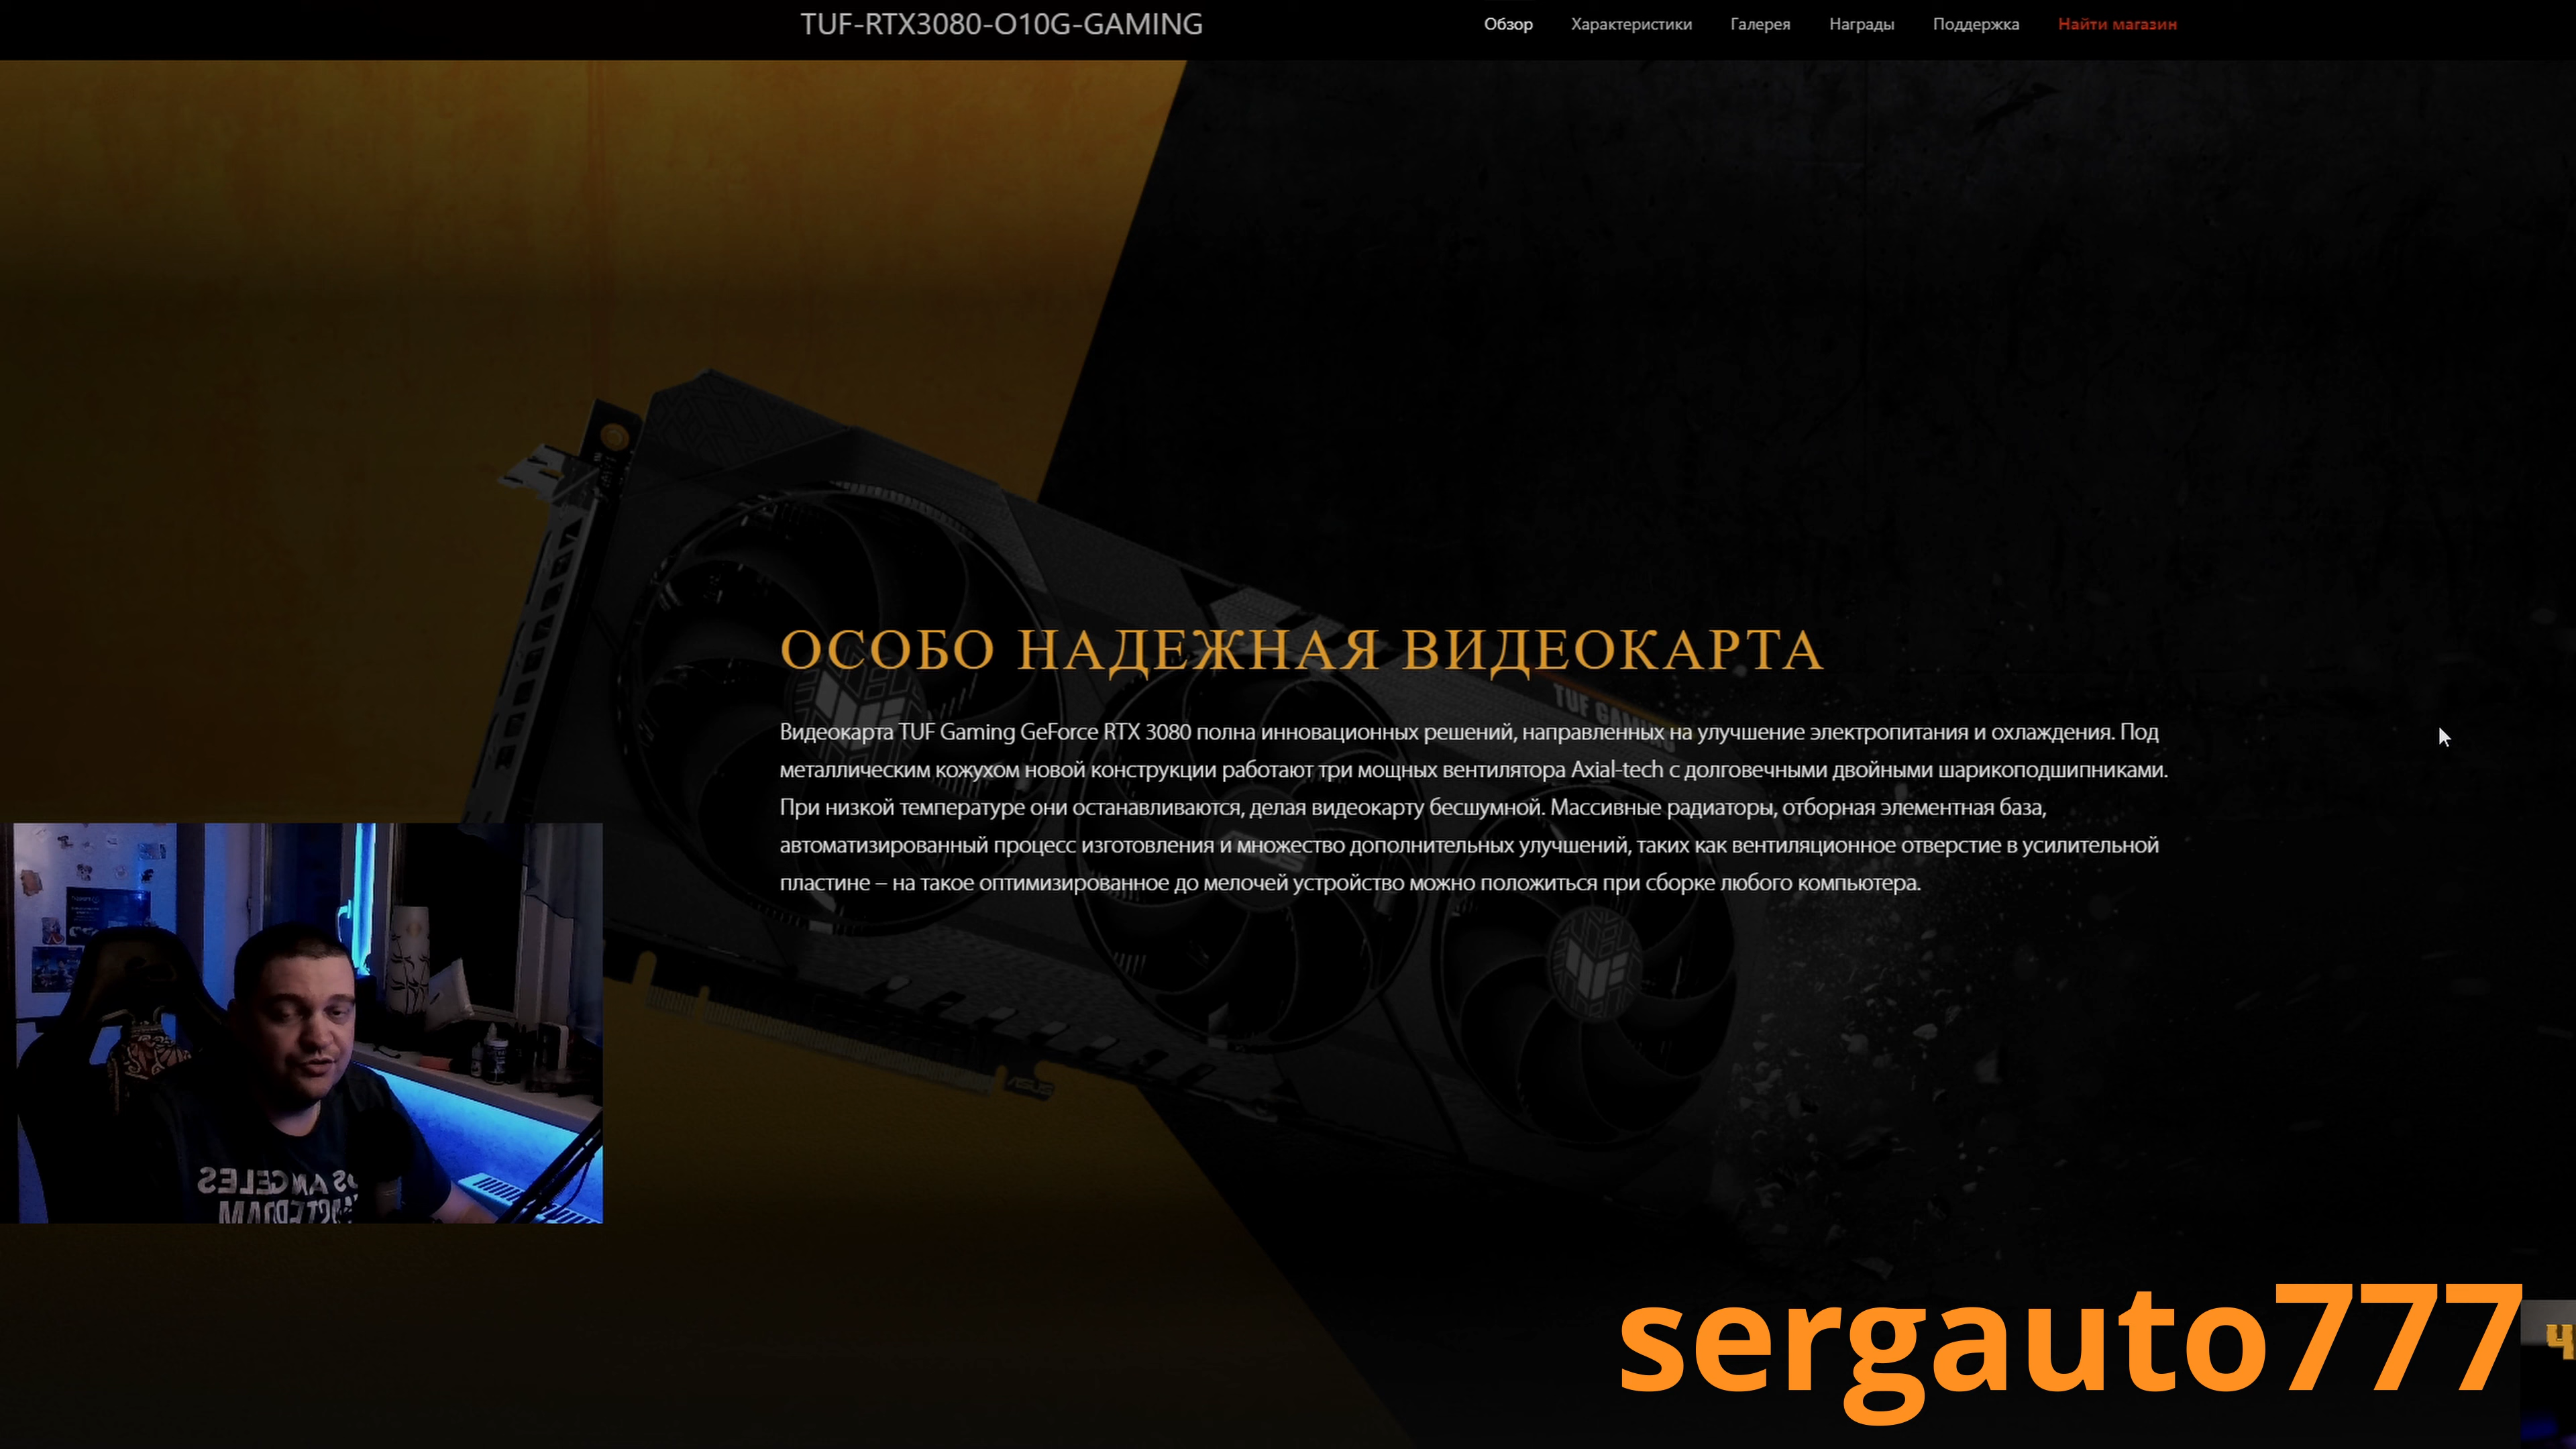 TUF-RTX3080-O10G-GAMING
Обзор Характеристики Галерея Награды Поддержка Найти магазин
ОСОБО НАДЕЖНАЯ ВИДЕОКАРТА
TUF GAMING
Видеокарта TUF Gaming GeForce RTX 3080 полна инновационных решений, направленных на улучшение электропитания и охлаждения. Под
металлическим кожухом новой конструкции работают три мощных вентилятора Axial-tech с долговечными двойными шарикоподшипниками.
При низкой температуре они останавливаются, делая видеокарту бесшумной. Массивные радиаторы, отборная элементная база,
автоматизированный процесс изготовления и множество дополнительных улучшений, таких как вентиляционное отверстие в усилительной
пластине – на такое оптимизированное до мелочей устройство можно положиться при сборке любого компьютера.
ASUS
ANGELES
sergauto777